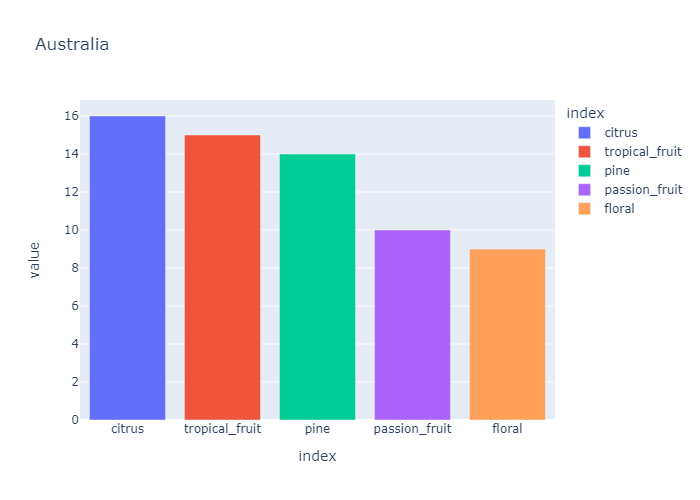 Australia
16
14
12
10
8
6
4
2
0
value
citrus
tropical_fruit
pine
passion_fruit
floral
index
index
citrus
tropical_fruit
pine
passion_fruit
floral